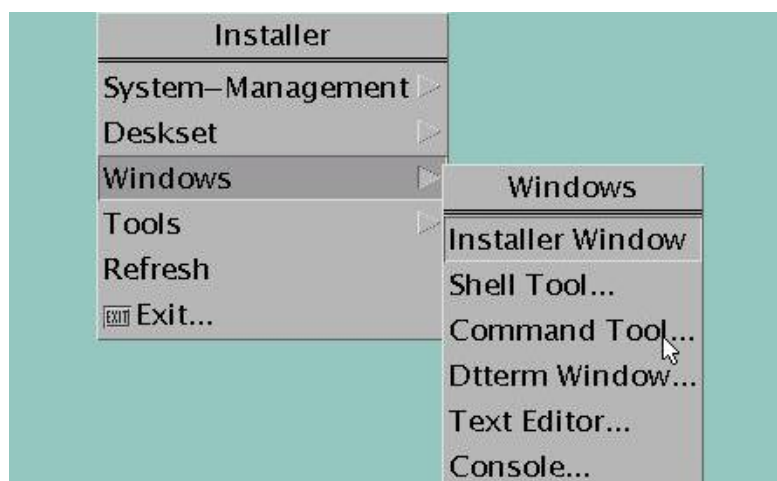 Installer
System–Management
Deskset
Windows
Tools
Refresh
EXIT Exit...
Windows
Installer Window
Shell Tool...
Command Tool...
Dtterm Window...
Text Editor...
Console...